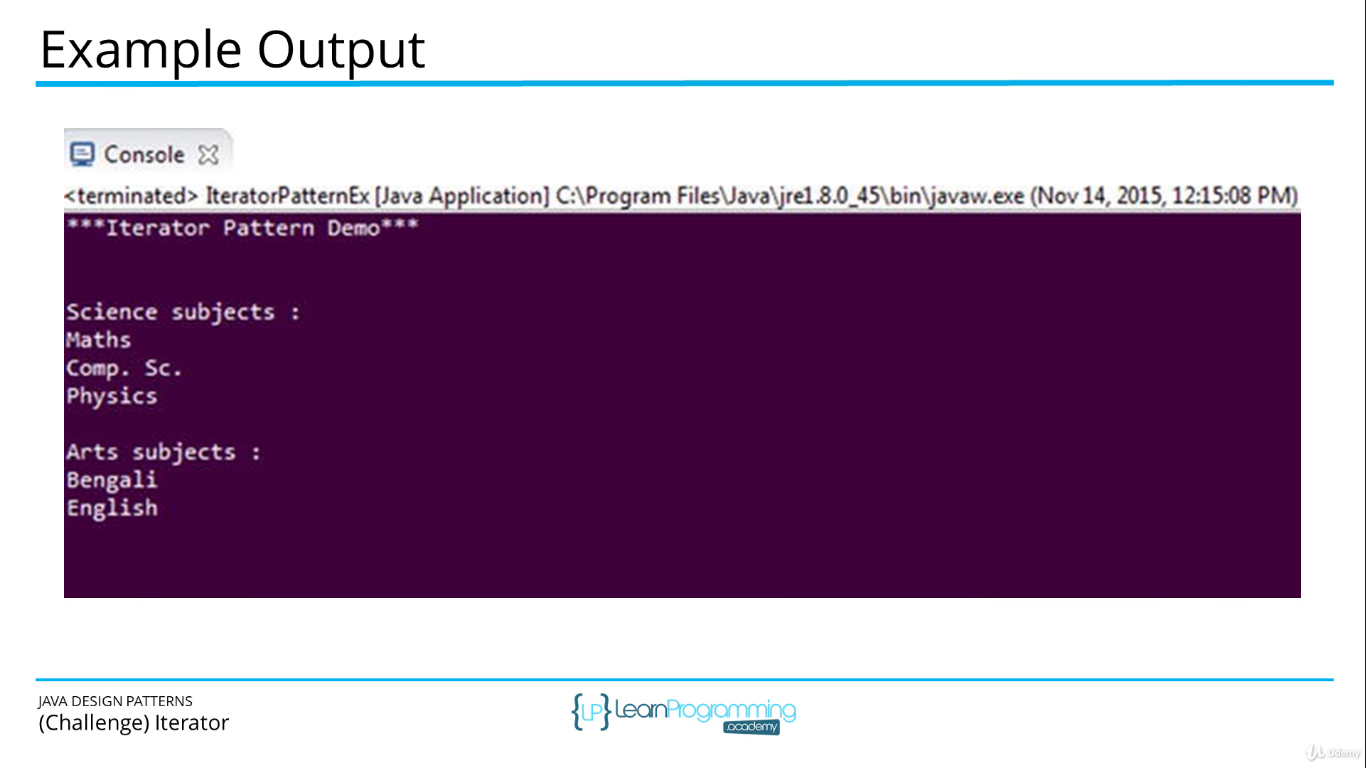 Example Output
Console
<terminated> IteratorPatternEx [Java Application] C:\Program Files\Java\jre1.8.0_45\bin\javaw.exe (Nov 14, 2015, 12:15:08 PM)
***Iterator Pattern Demo***
Science subjects :
Maths
Comp. Sc.
Physics
Arts subjects :
Bengali
English
JAVA DESIGN PATTERNS
(Challenge) Iterator
{LP} LearnProgramming
.academy
Udemy